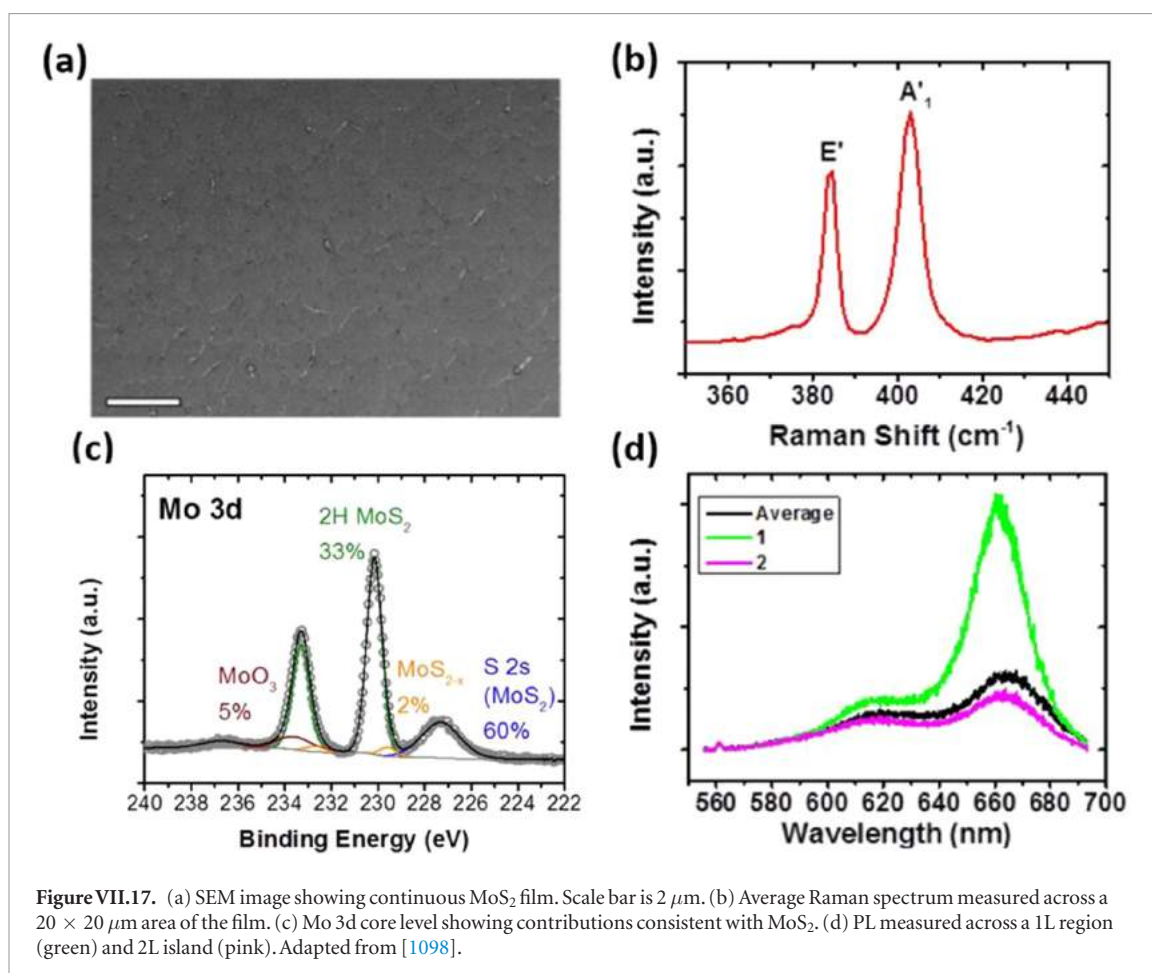 (a)
(b)
A'₁
E'
Intensity (a.u.)
360 380 400 420 440
Raman Shift (cm⁻¹)
(c)
Mo 3d
2H MoS₂
33%
MoO₃
5%
MoS₂₋ₓ
2%
S 2s
(MoS₂)
60%
Intensity (a.u.)
240 238 236 234 233 230 228 226 224 222
Binding Energy (eV)
(d)
Average
1
2
Intensity (a.u.)
560 580 600 620 640 660 680 700
Wavelength (nm)
Figure VII.17. (a) SEM image showing continuous MoS₂ film. Scale bar is 2 μm. (b) Average Raman spectrum measured across a
20 × 20 μm area of the film. (c) Mo 3d core level showing contributions consistent with MoS₂. (d) PL measured across a 1L region
(green) and 2L island (pink). Adapted from [1098].